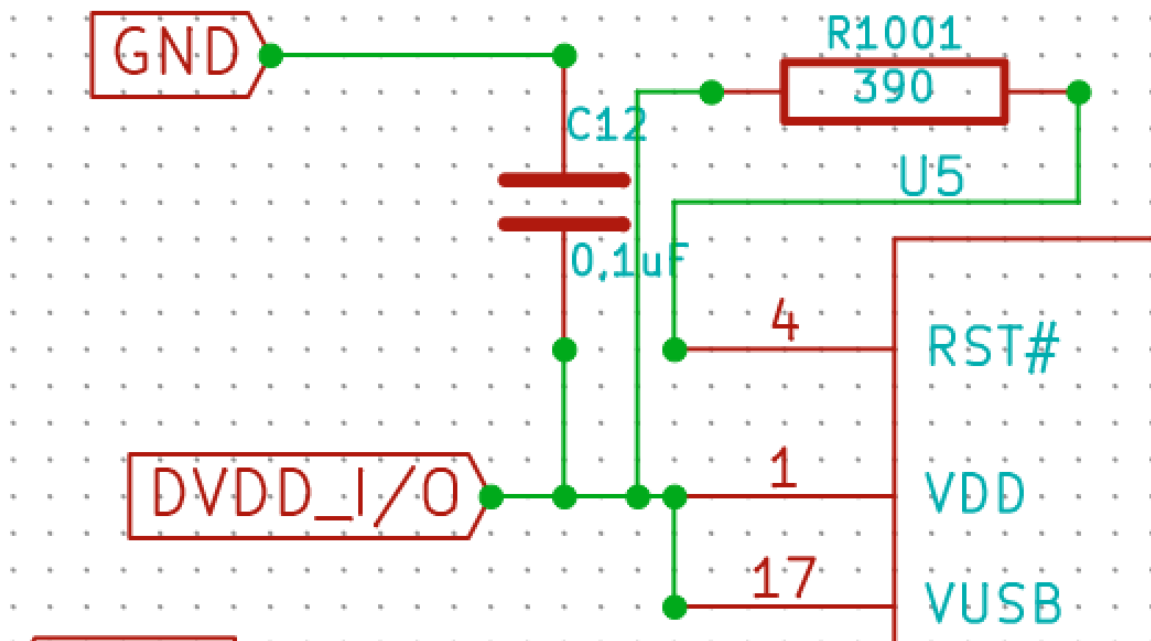 GND
R1001
390
C12
U5
0,1uF
4
RST#
1
DVDD_I/O
VDD
17
VUSB